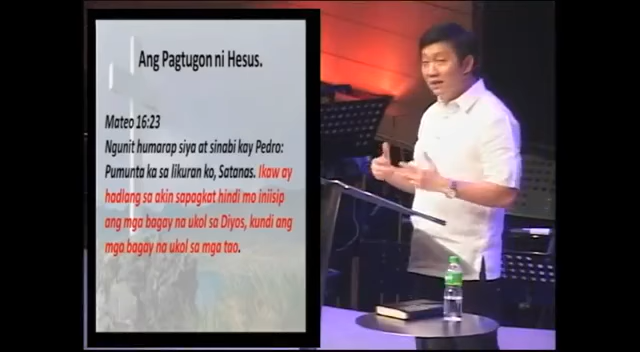 Ang Pagtugon ni Hesus.
Mateo 16:23
Ngunit humarap siya at sinabi kay Pedro:
Pumunta ka sa likuran ko, Satanas. Ikaw ay
hadlang sa akin sapagkat hindi mo iniisip
ang mga bagay na ukol sa Diyos, kundi ang
mga bagay na ukol sa mga tao.